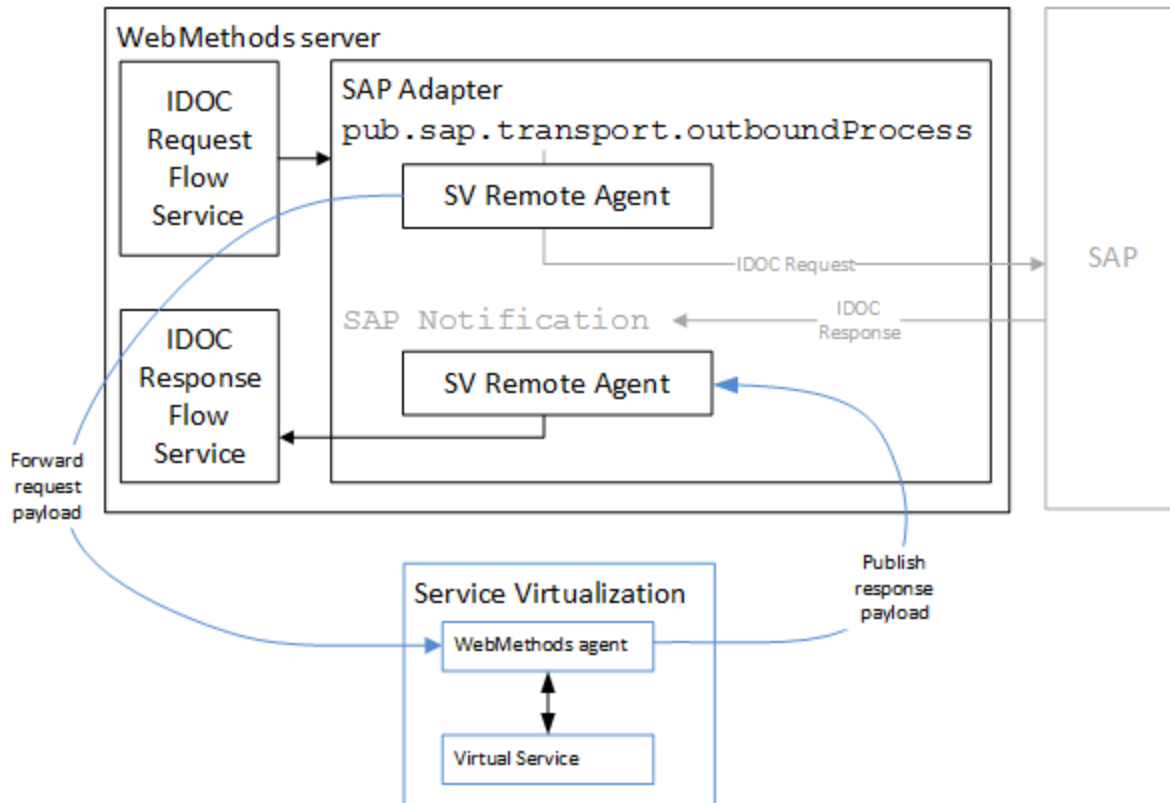 WebMethods server
IDOC
Request
Flow
Service
SAP Adapter
pub.sap.transport.outboundProcess
SV Remote Agent
IDOC Request
SAP
SAP Notification
IDOC
Response
IDOC
Response
Flow
Service
SV Remote Agent
Forward
request
payload
Publish
response
payload
Service Virtualization
WebMethods agent
Virtual Service